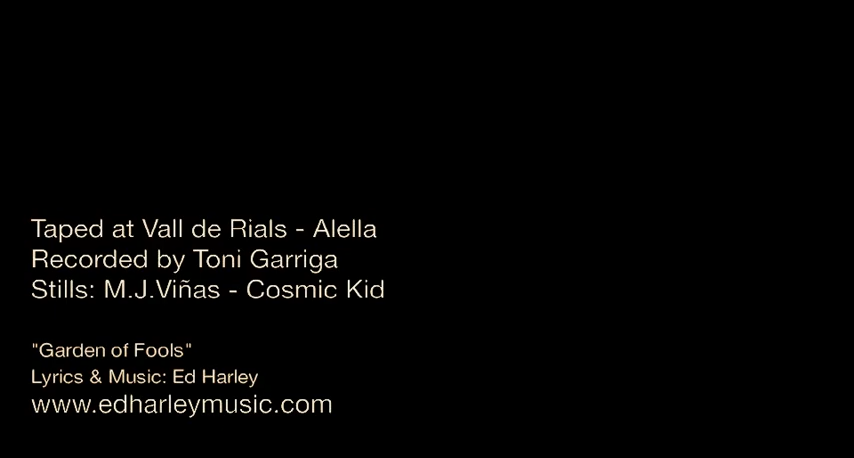 Taped at Vall de Rials - Alella
Recorded by Toni Garriga
Stills: M.J.Viñas - Cosmic Kid
"Garden of Fools"
Lyrics & Music: Ed Harley
www.edharleymusic.com